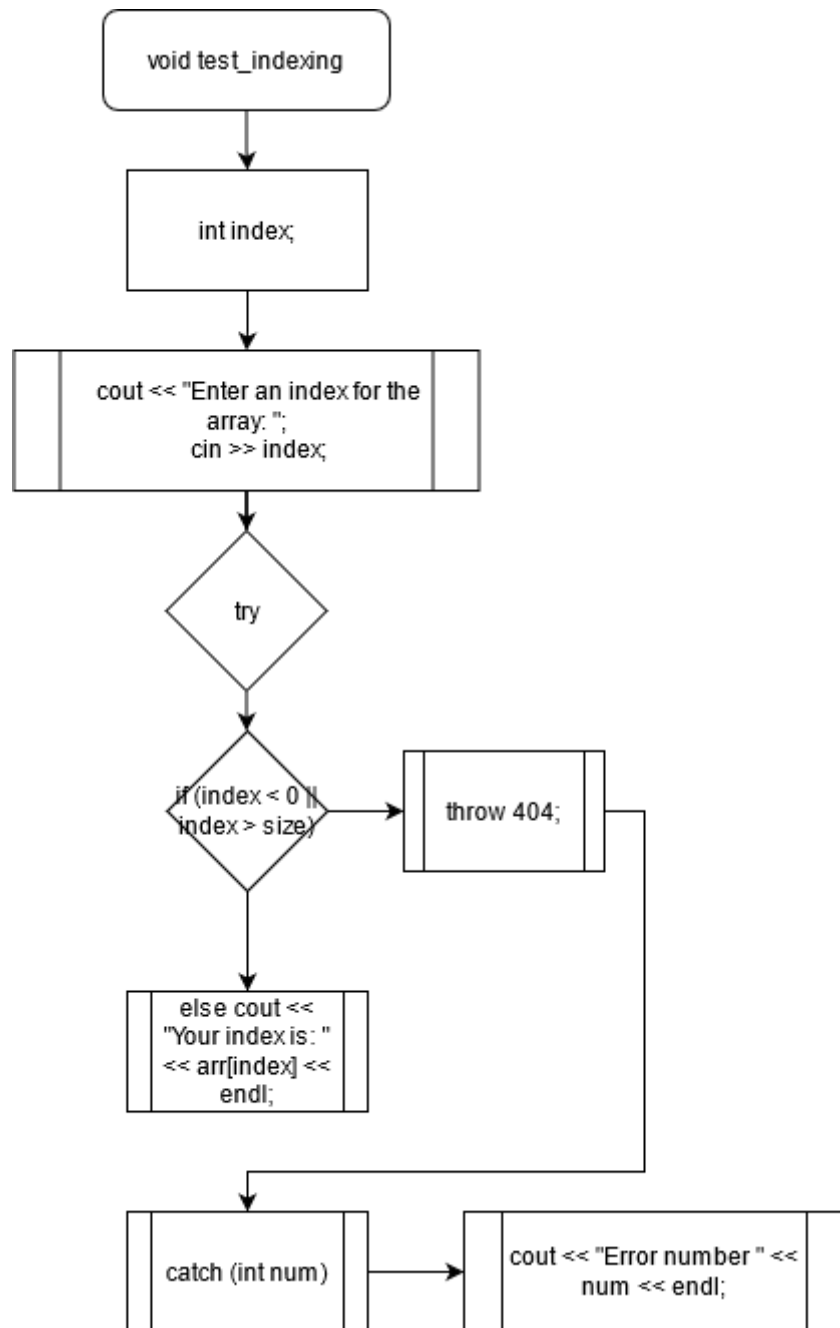 void test_indexing
int index;
cout << "Enter an index for the
array: ";
cin >> index;
try
if (index < 0 ||
index > size)
throw 404;
else cout <<
"Your index is: "
<< arr[index] <<
endl;
catch (int num)
cout << "Error number " <<
num << endl;